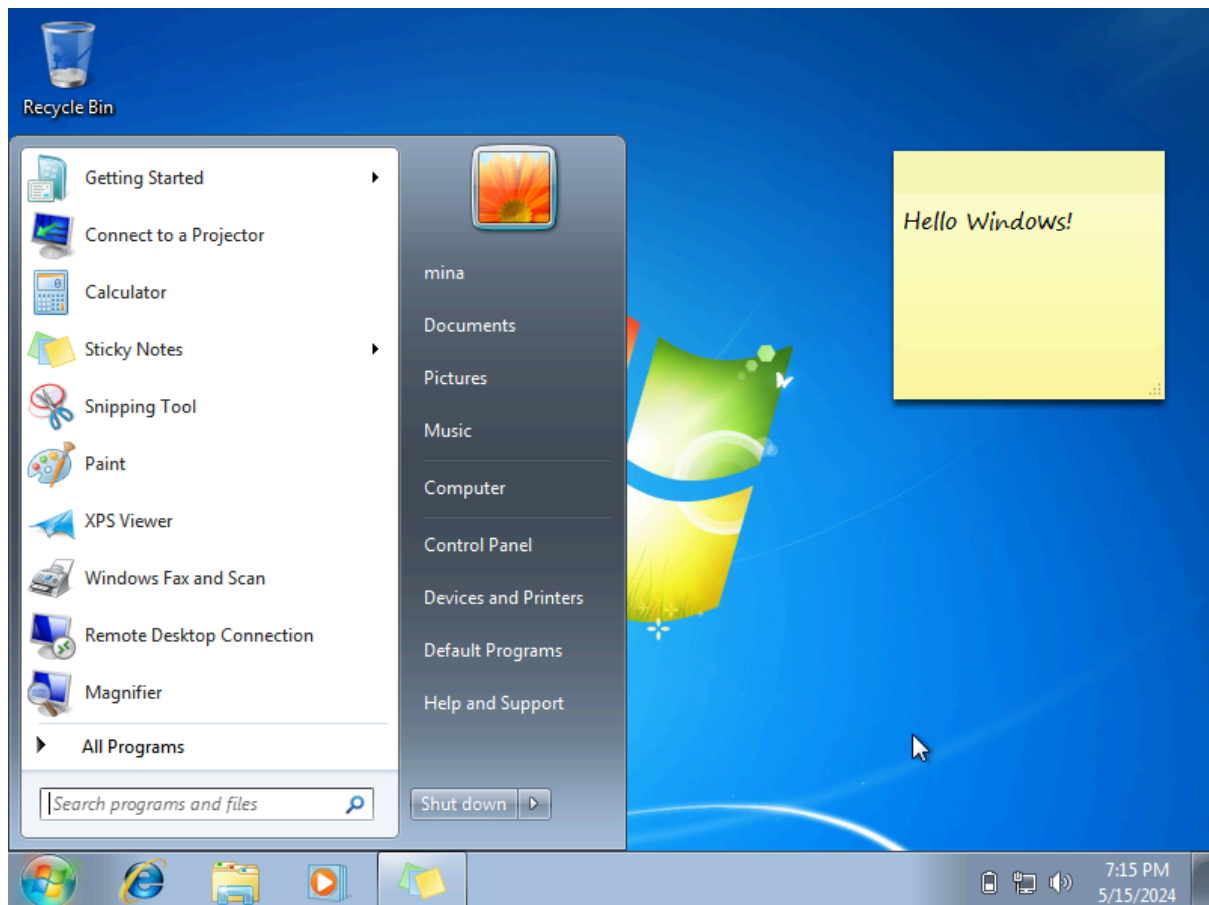 Recycle Bin
Getting Started
Connect to a Projector
Calculator
Sticky Notes
Snipping Tool
Paint
XPS Viewer
Windows Fax and Scan
Remote Desktop Connection
Magnifier
All Programs
Search programs and files
mina
Documents
Pictures
Music
Computer
Control Panel
Devices and Printers
Default Programs
Help and Support
Shut down
Hello Windows!
7:15 PM
5/15/2024